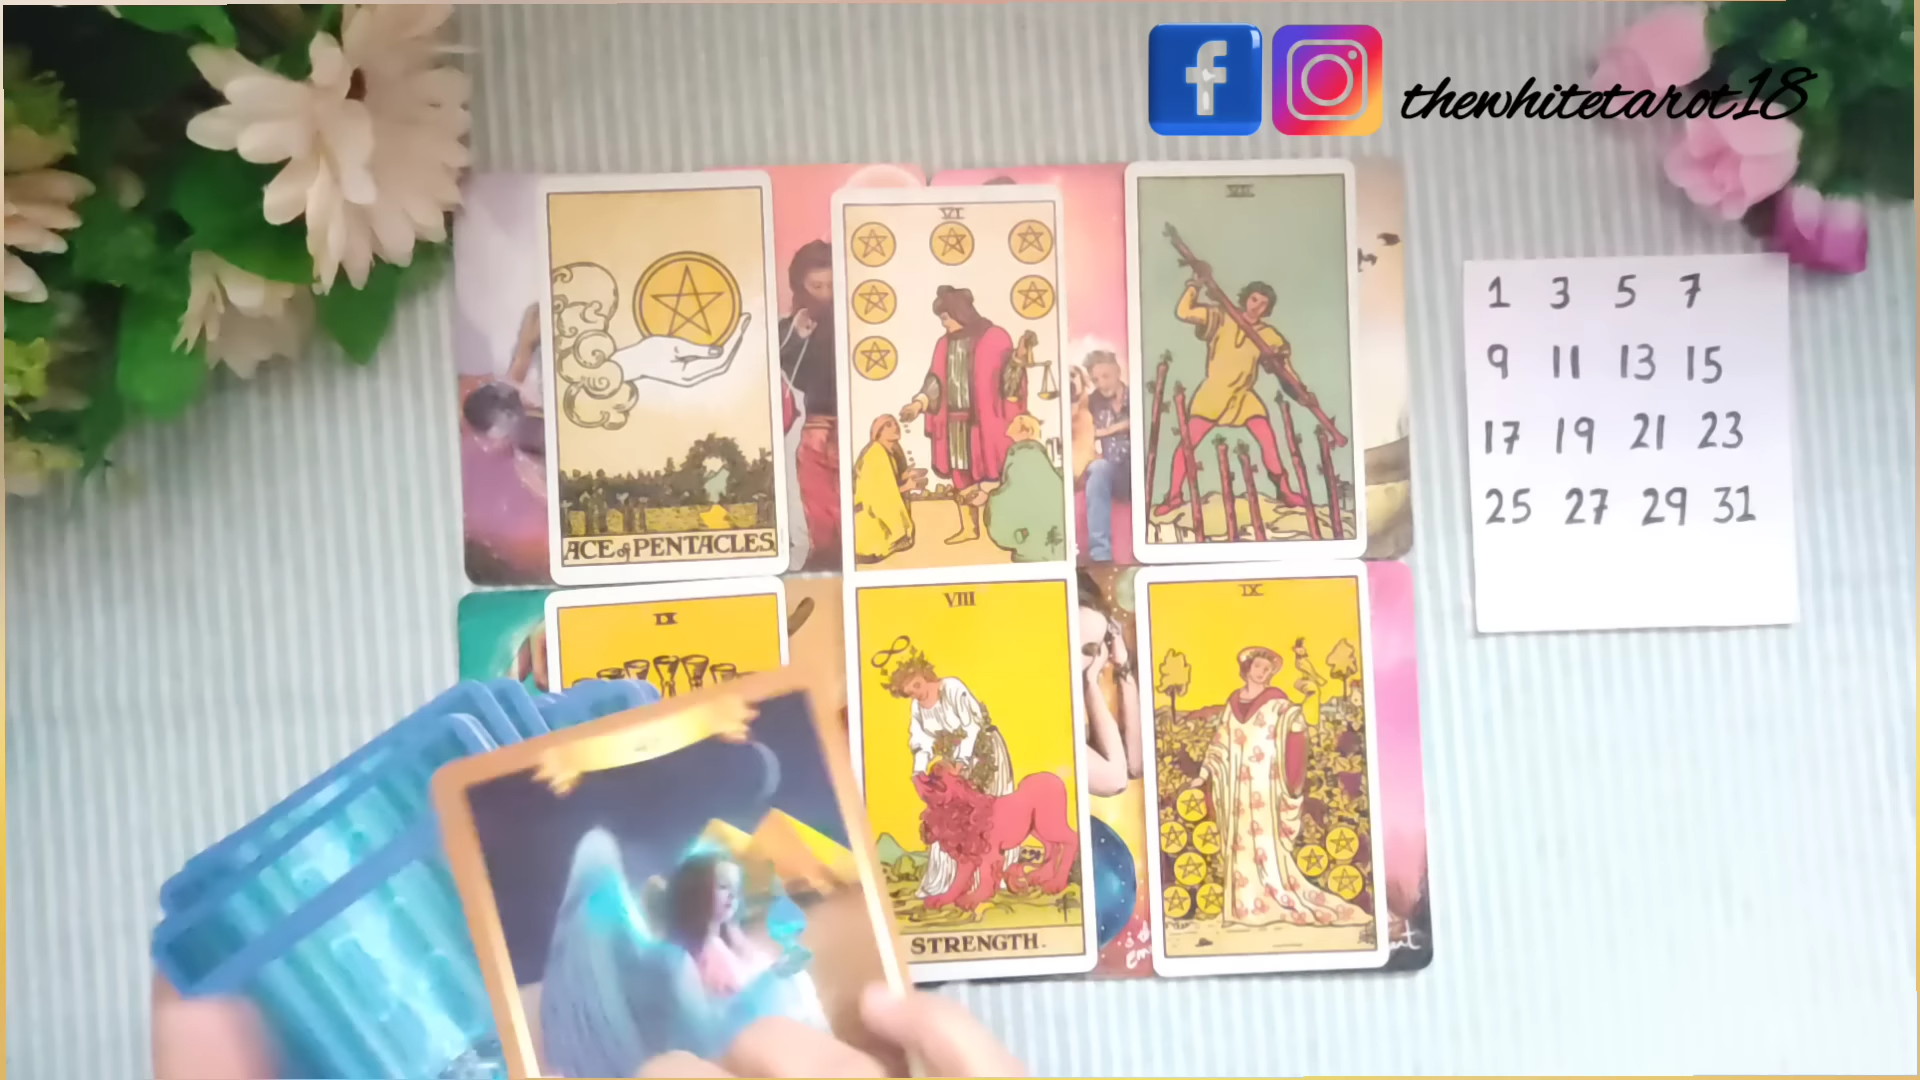 thewhitetarot18
VI
VII
1 3 5 7
9 11 13 15
17 19 21 23
25 27 29 31
ACE of PENTACLES
IX
VIII
IX
STRENGTH.